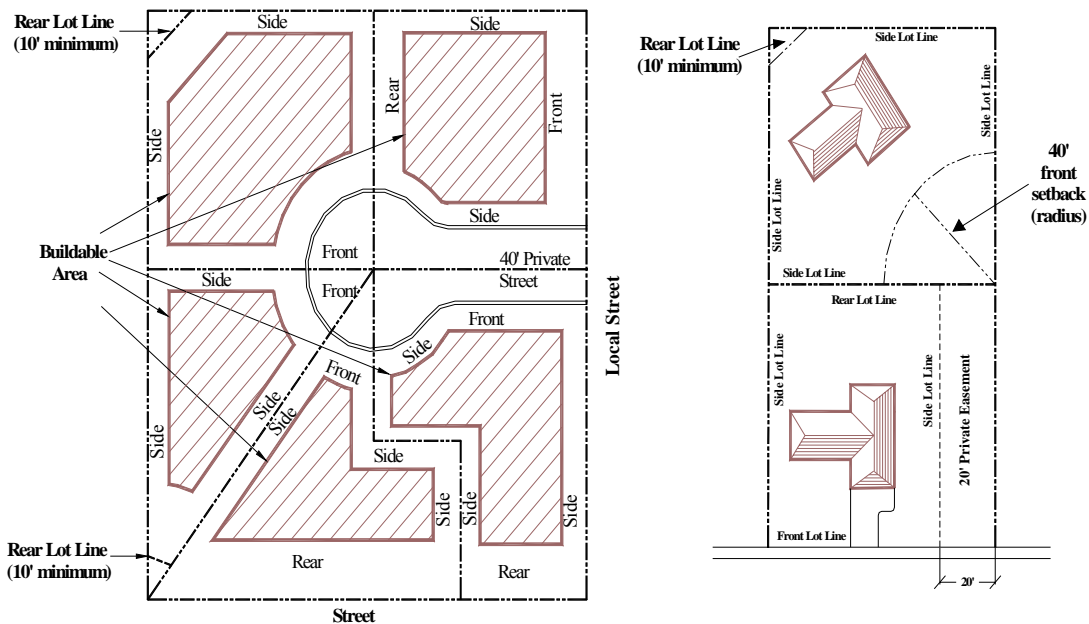 Rear Lot Line
(10' minimum)
Side
Side
Rear
Front
Side
Side
Buildable
Area
Front
40' Private
Street
Front
Side
Front
Side
Front
Side
Side
Side
Side
Side
Side
Side
Rear Lot Line
(10' minimum)
Rear
Rear
Street
Local Street
Rear Lot Line
(10' minimum)
Side Lot Line
Side Lot Line
40'
front
setback
(radius)
Side Lot Line
Side Lot Line
Rear Lot Line
Side Lot Line
Side Lot Line
20' Private Easement
Front Lot Line
20'